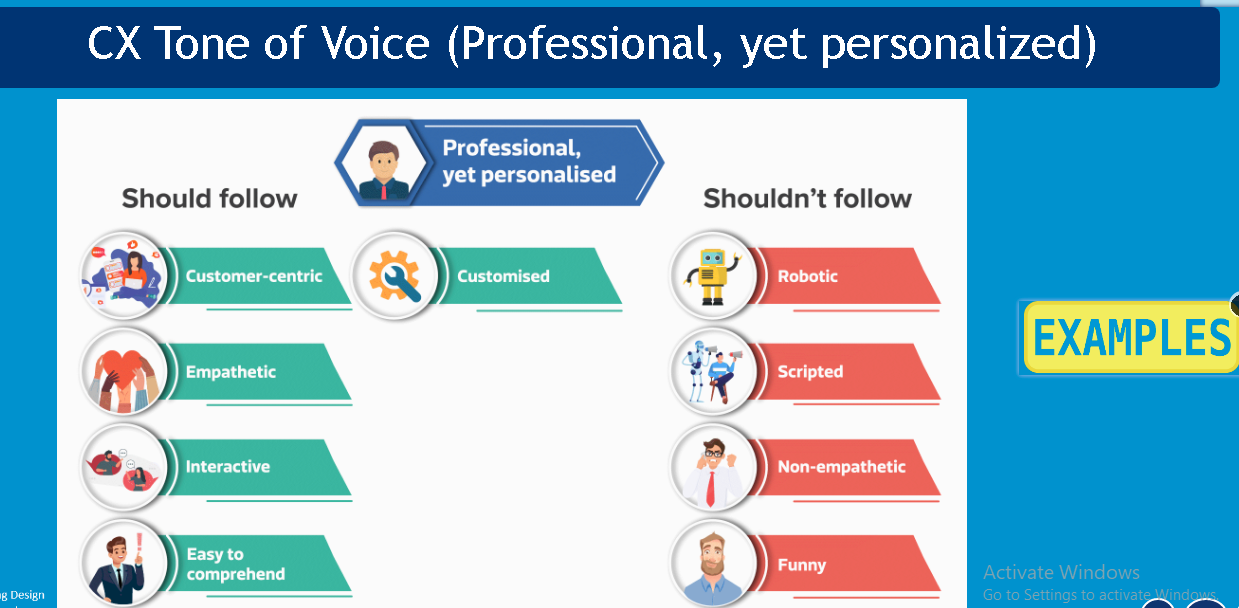 CX Tone of Voice (Professional, yet personalized)
Professional,
yet personalised
Should follow
Shouldn't follow
Customer-centric
Customised
Robotic
EXAMPLES
Empathetic
Scripted
Interactive
Non-empathetic
Easy to
comprehend
Funny
Activate Windows
Go to Settings to activate Windows.
Design